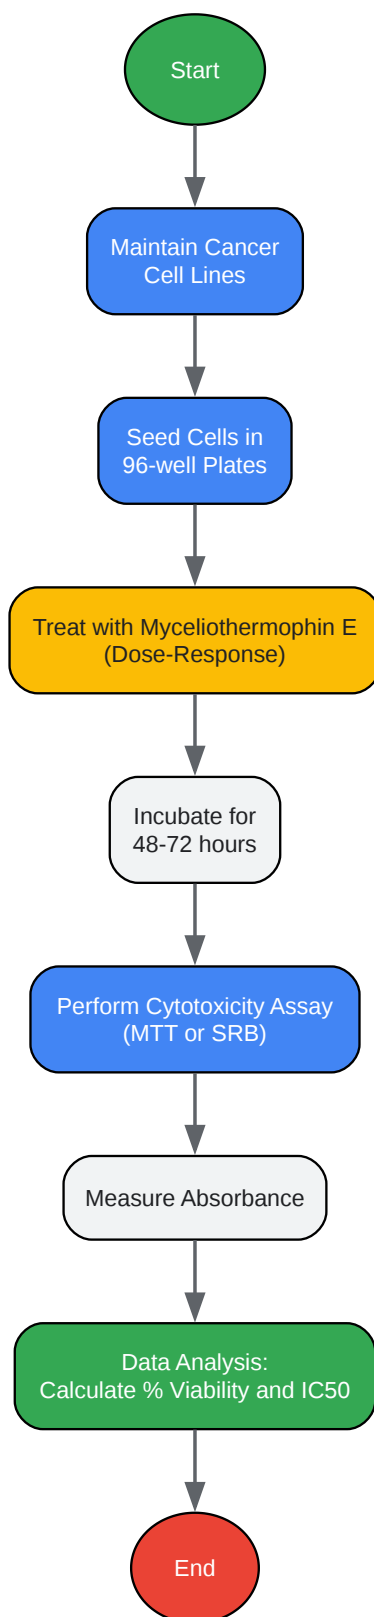 Start
Maintain Cancer
Cell Lines
Seed Cells in
96-well Plates
Treat with Myceliothermophin E
(Dose-Response)
Incubate for
48-72 hours
Perform Cytotoxicity Assay
(MTT or SRB)
Measure Absorbance
Data Analysis:
Calculate % Viability and IC50
End